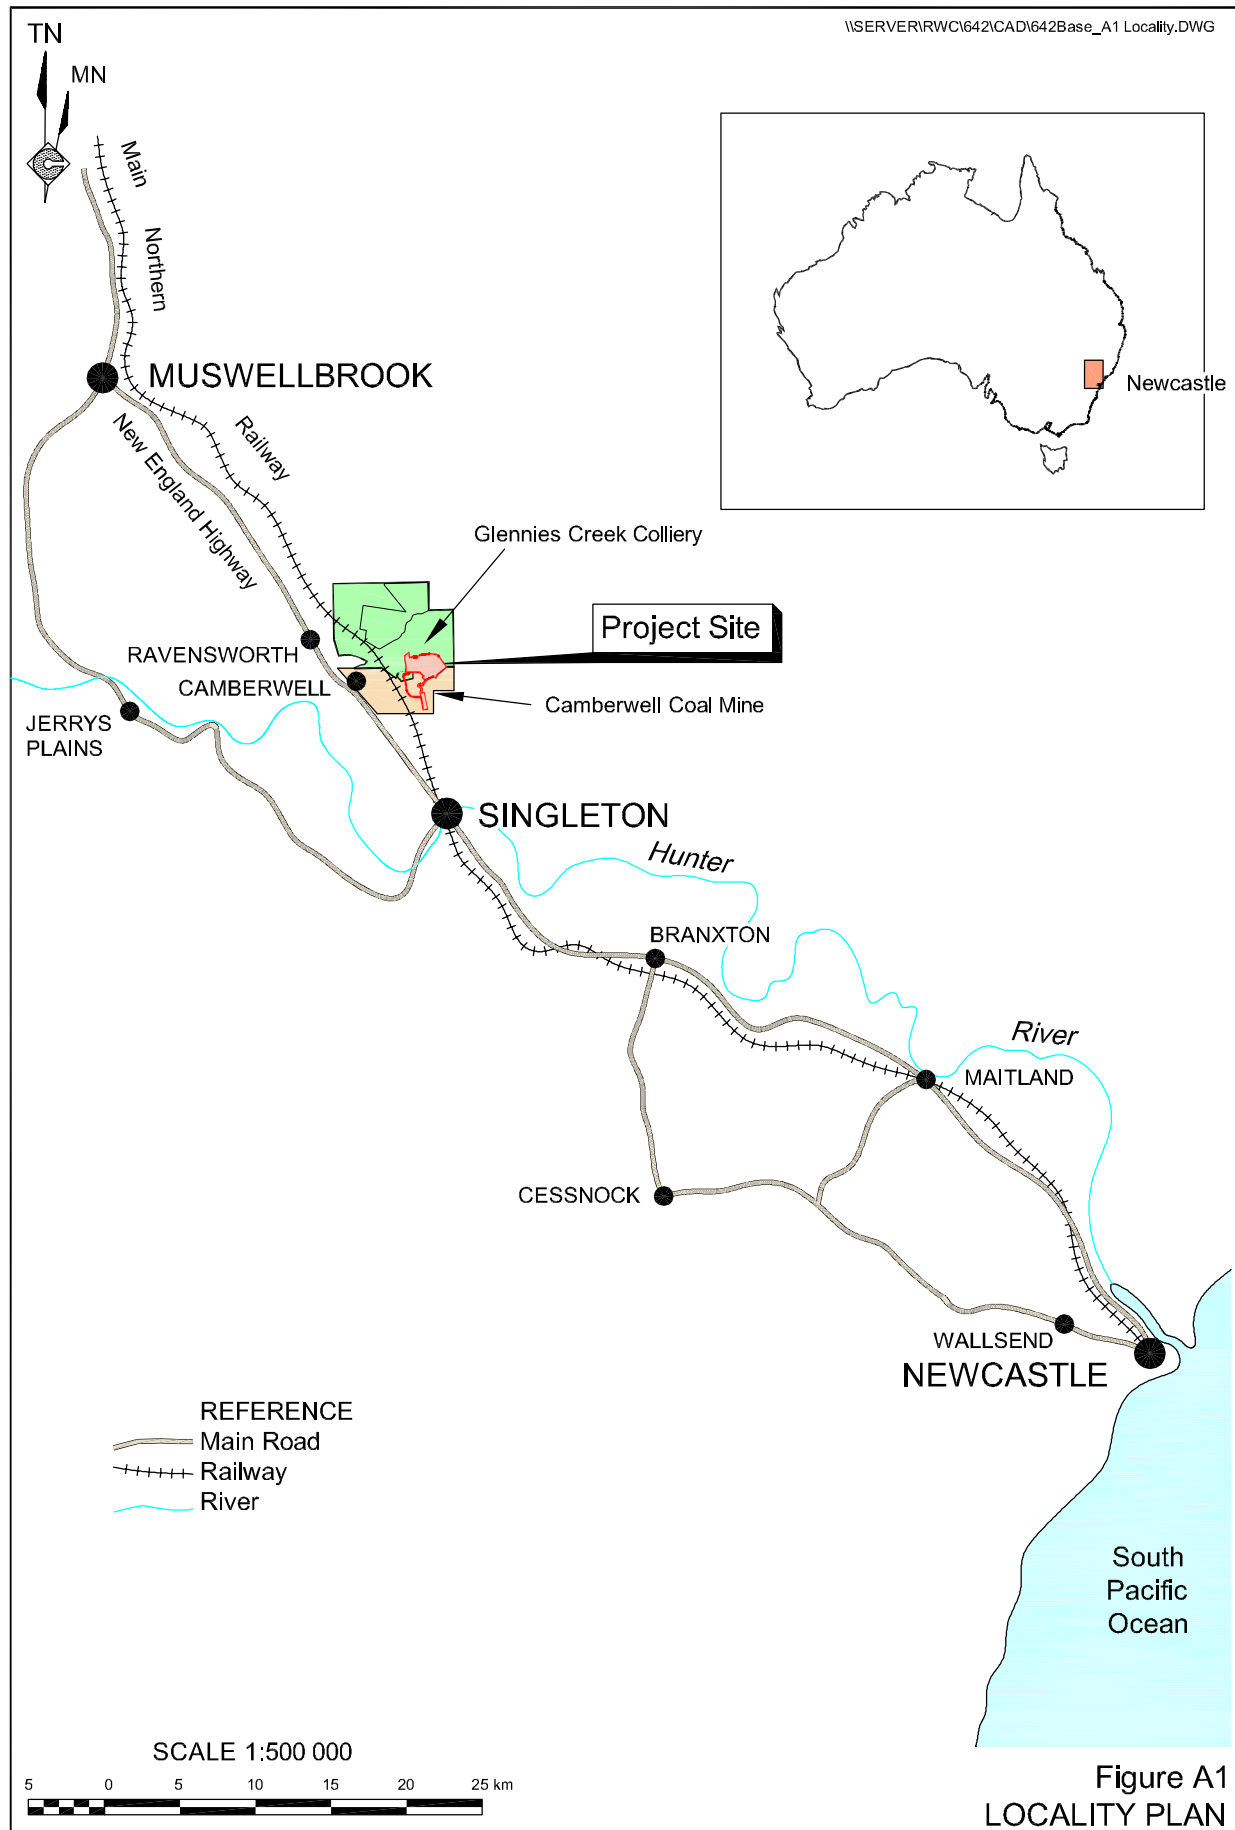 \\SERVER\RWC\642\CAD\642Base_A1 Locality.DWG
TN
MN
Main
Northern
Railway
Newcastle
MUSWELLBROOK
New England Highway
Glennies Creek Colliery
Project Site
RAVENSWORTH
CAMBERWELL
Camberwell Coal Mine
JERRYS
PLAINS
SINGLETON
Hunter
BRANXTON
River
MAITLAND
CESSNOCK
WALLSEND
NEWCASTLE
REFERENCE
Main Road
Railway
River
South
Pacific
Ocean
SCALE 1:500 000
5 0 5 10 15 20 25 km
Figure A1
LOCALITY PLAN